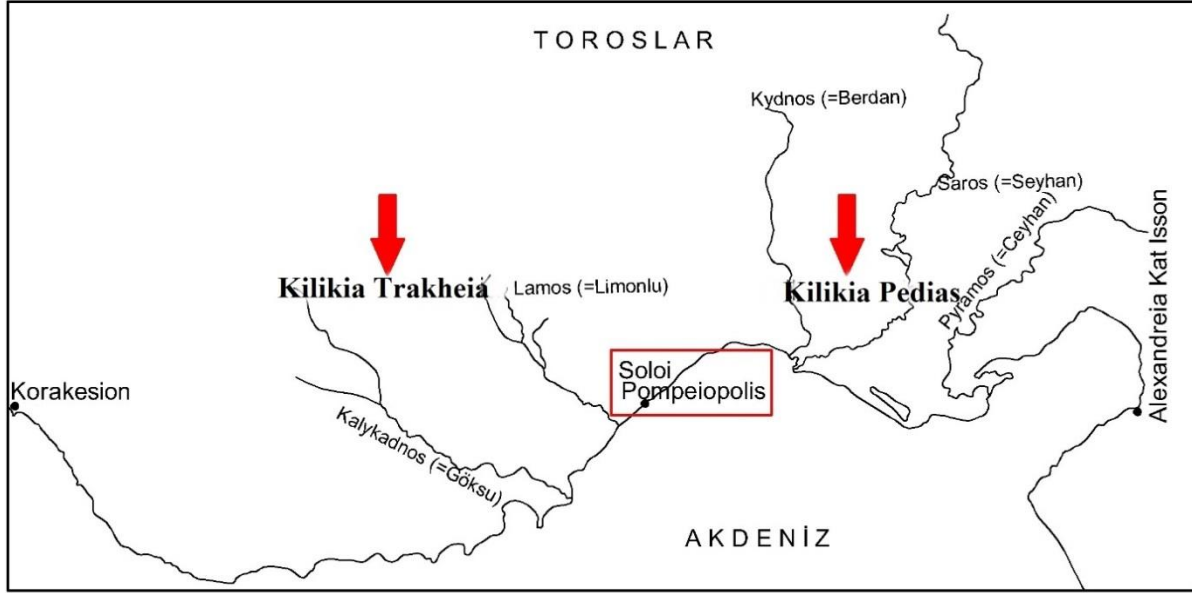 TOROSLAR
Kydnos (=Berdan)
Saros (=Seyhan)
Pyramos (=Ceyhan)
Alexandreia Kat Isson
Kilikia Trakheia
Lamos (=Limonlu)
Kilikia Pedias
Soloi
Pompeiopolis
Korakesion
Kalykadnos (=Göksu)
AKDENİZ